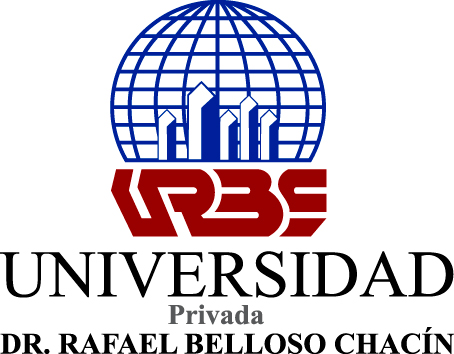 URBE
UNIVERSIDAD
Privada
DR. RAFAEL BELLOSO CHACÍN